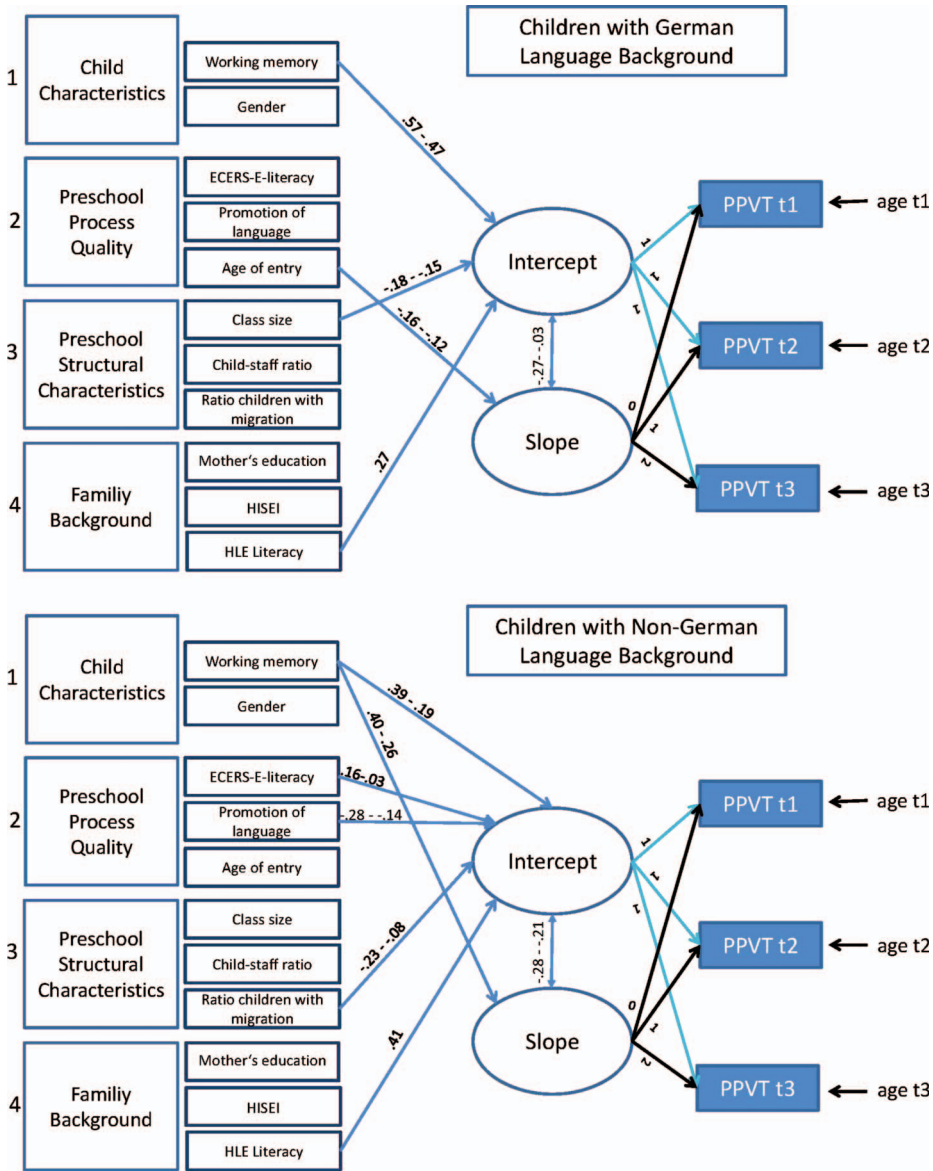 Children with German
Language Background
1
Child
Characteristics
Working memory
Gender
.57 - .47
2
Preschool
Process
Quality
ECERS-E-literacy
Promotion of
language
Age of entry
-.18 - -.15
-.16 - -.12
3
Preschool
Structural
Characteristics
Class size
Child-staff ratio
Ratio children with
migration
4
Familiy
Background
Mother's education
HISEI
HLE Literacy
.27
Intercept
-.27- -.03
Slope
1
1
1
0
1
2
PPVT t1
age t1
PPVT t2
age t2
PPVT t3
age t3
Children with Non-German
Language Background
1
Child
Characteristics
Working memory
Gender
.39 - .19
.40 - .26
2
Preschool
Process
Quality
ECERS-E-literacy
.16-.03
Promotion of
language
-.28 - -.14
Age of entry
3
Preschool
Structural
Characteristics
Class size
Child-staff ratio
Ratio children with
migration
-.23 - -.08
4
Familiy
Background
Mother's education
HISEI
HLE Literacy
.41
Intercept
-.28 - -.21
Slope
1
1
1
0
1
2
PPVT t1
age t1
PPVT t2
age t2
PPVT t3
age t3